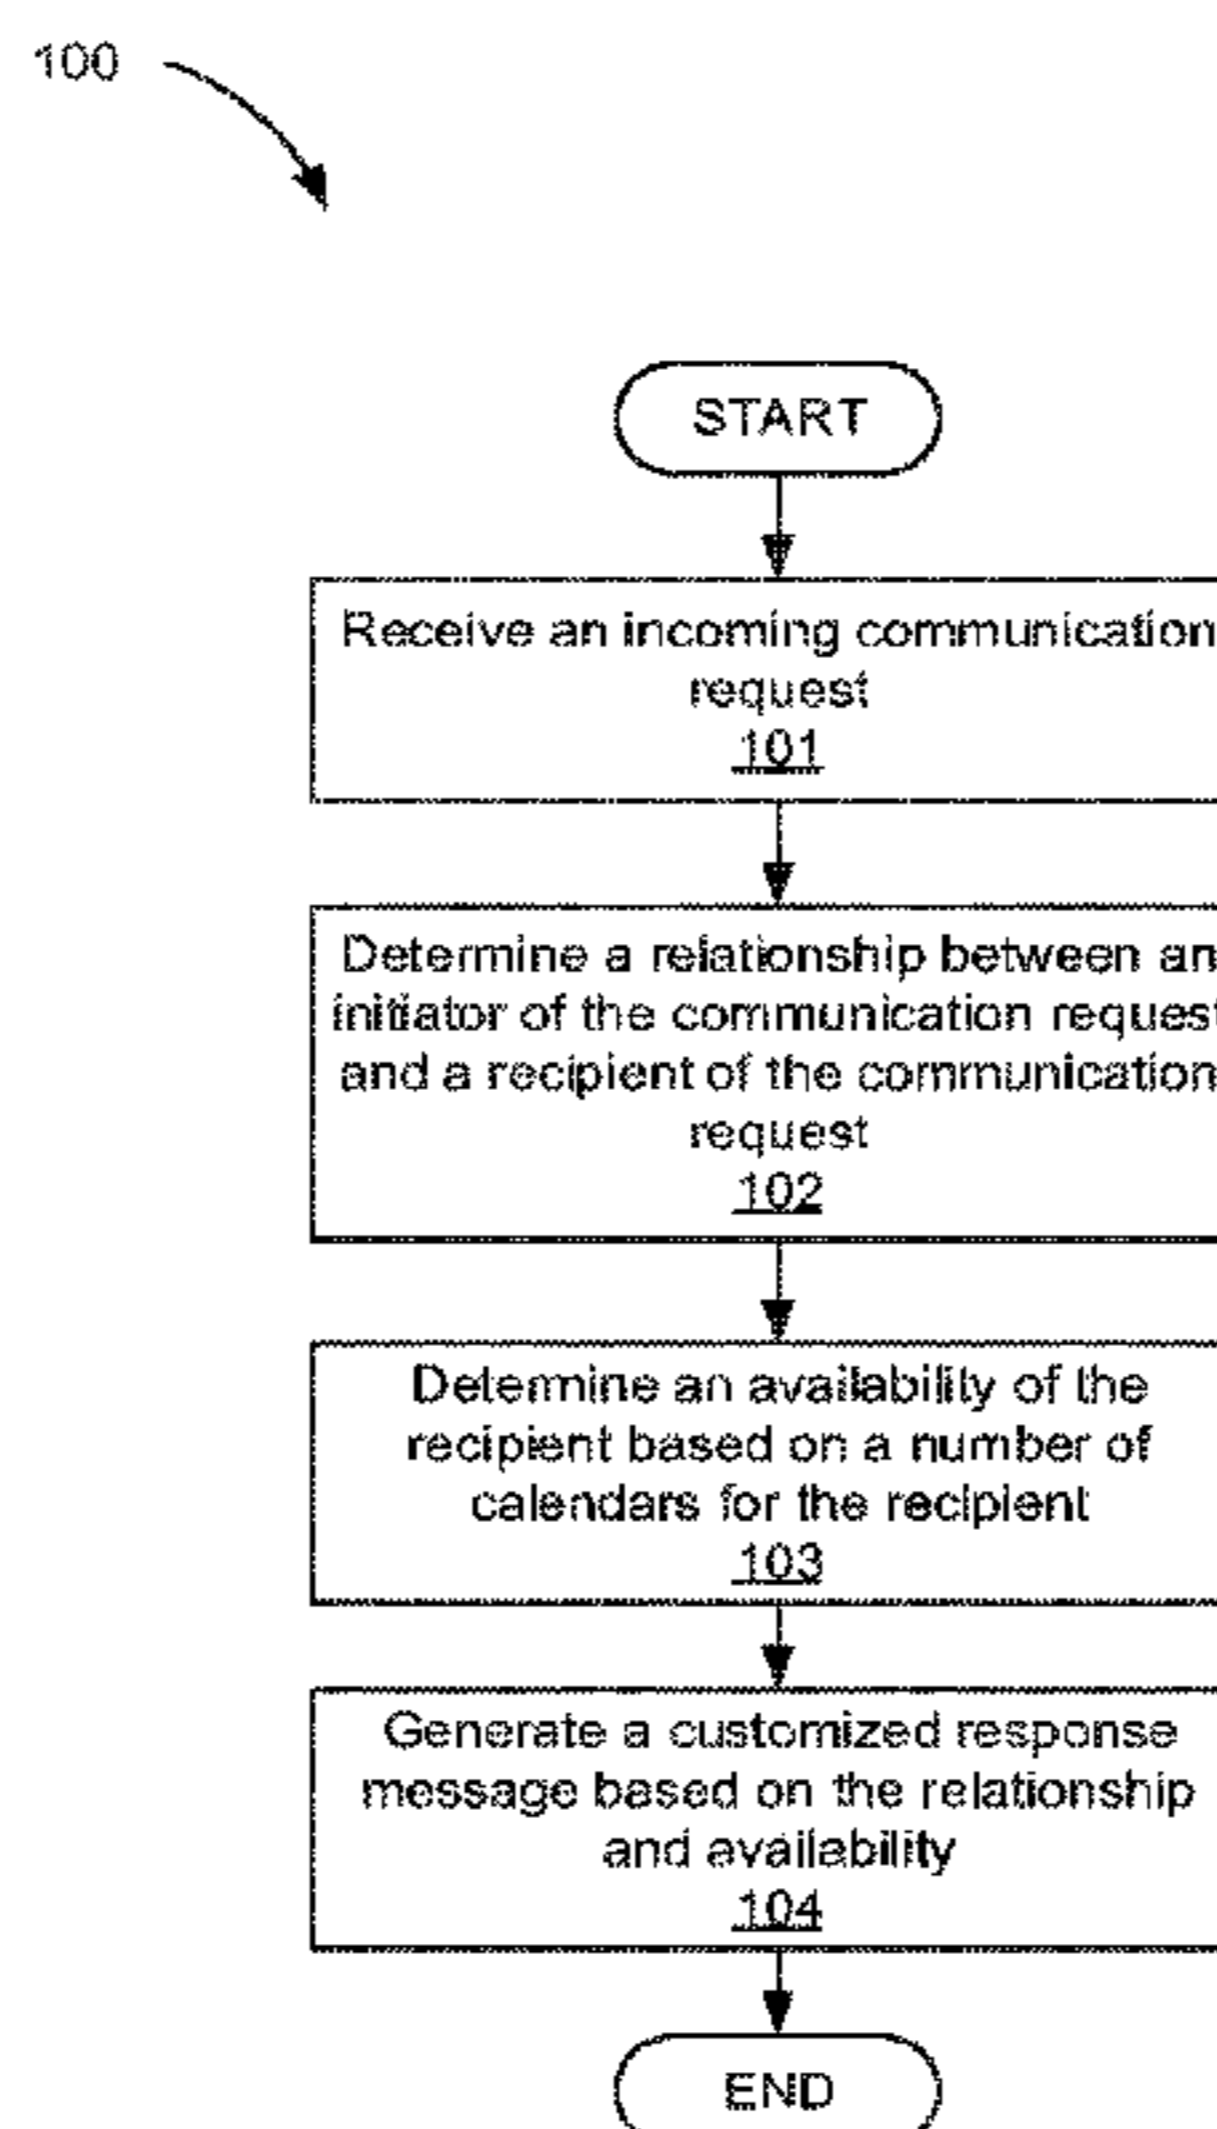 100
START
Receive an incoming communication
request
101
Determine a relationship between an
initiator of the communication request
and a recipient of the communication
request
102
Determine an availability of the
recipient based on a number of
calendars for the recipient
103
Generate a customized response
message based on the relationship
and availability
104
END